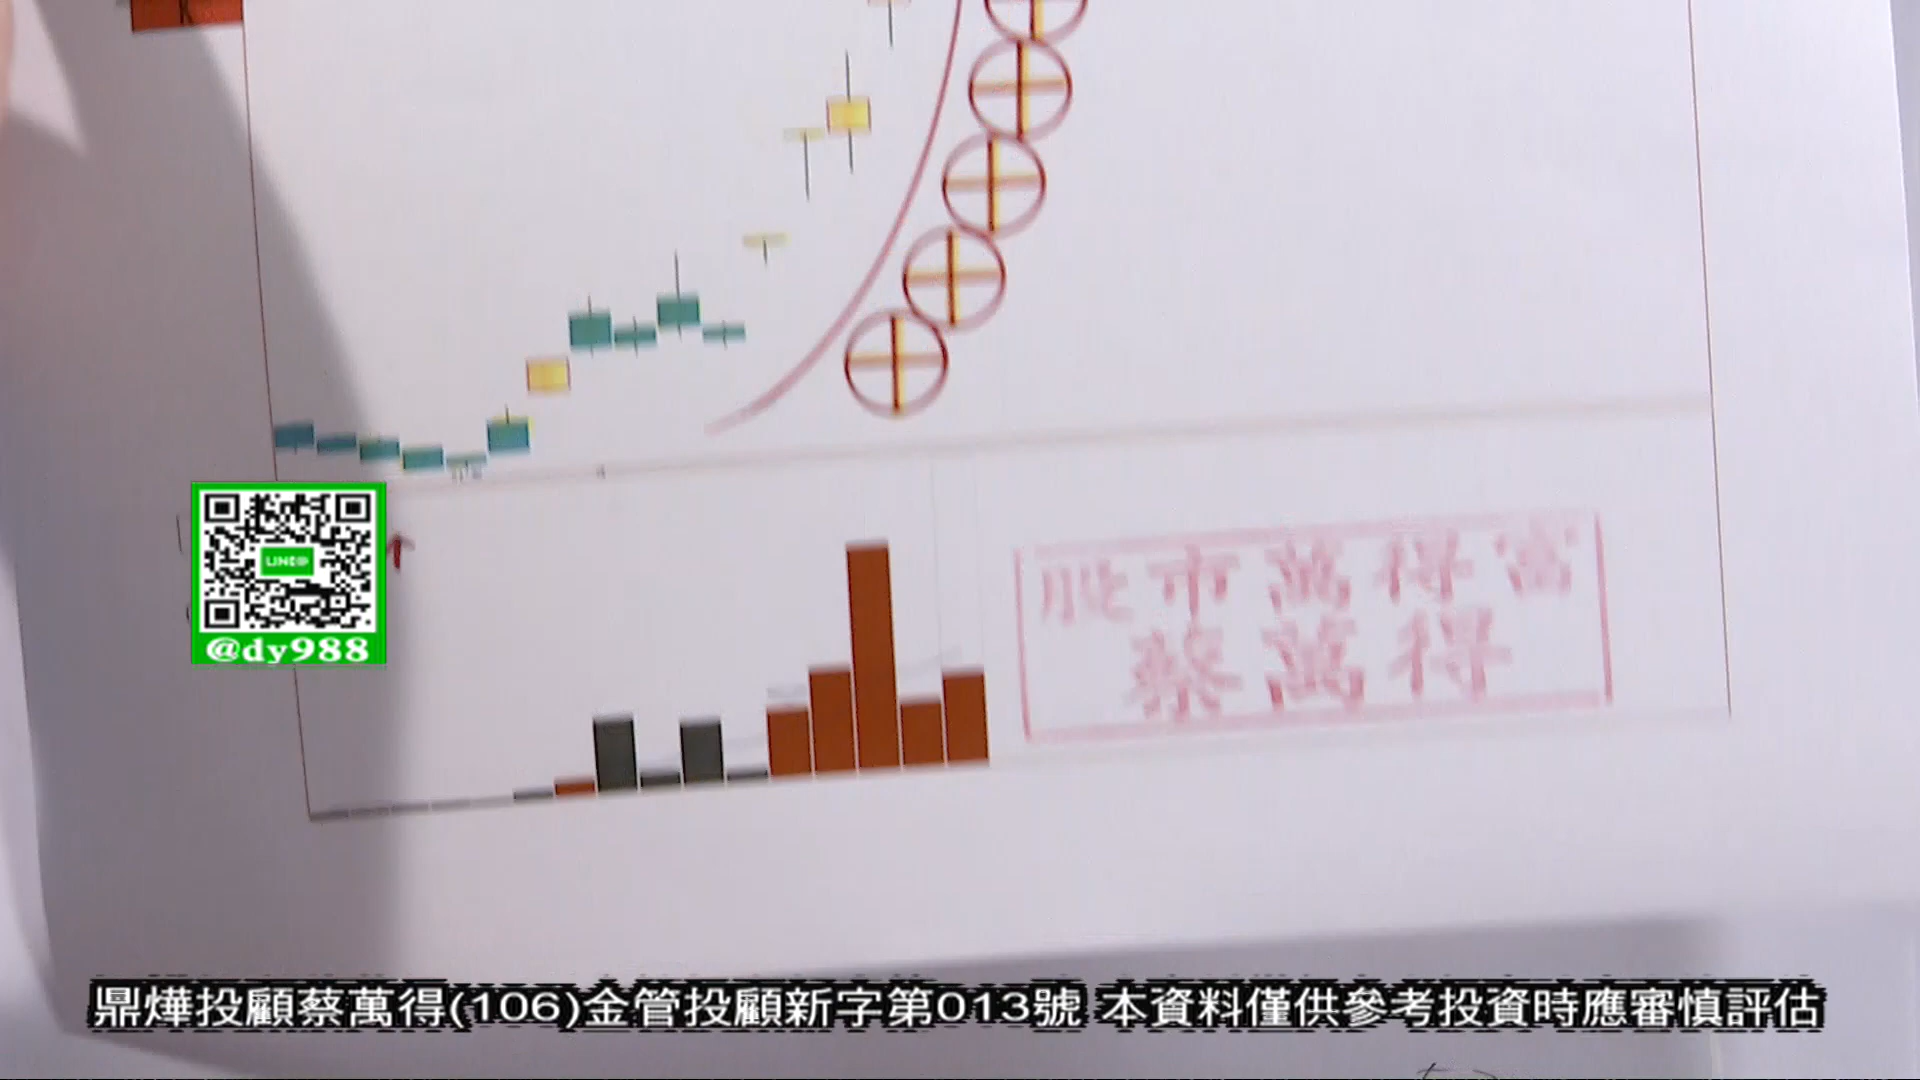 股市萬得富
蔡萬得
LINE@
@dy988
鼎燁投顧蔡萬得(106)金管投顧新字第013號 本資料僅供參考投資時應審慎評估